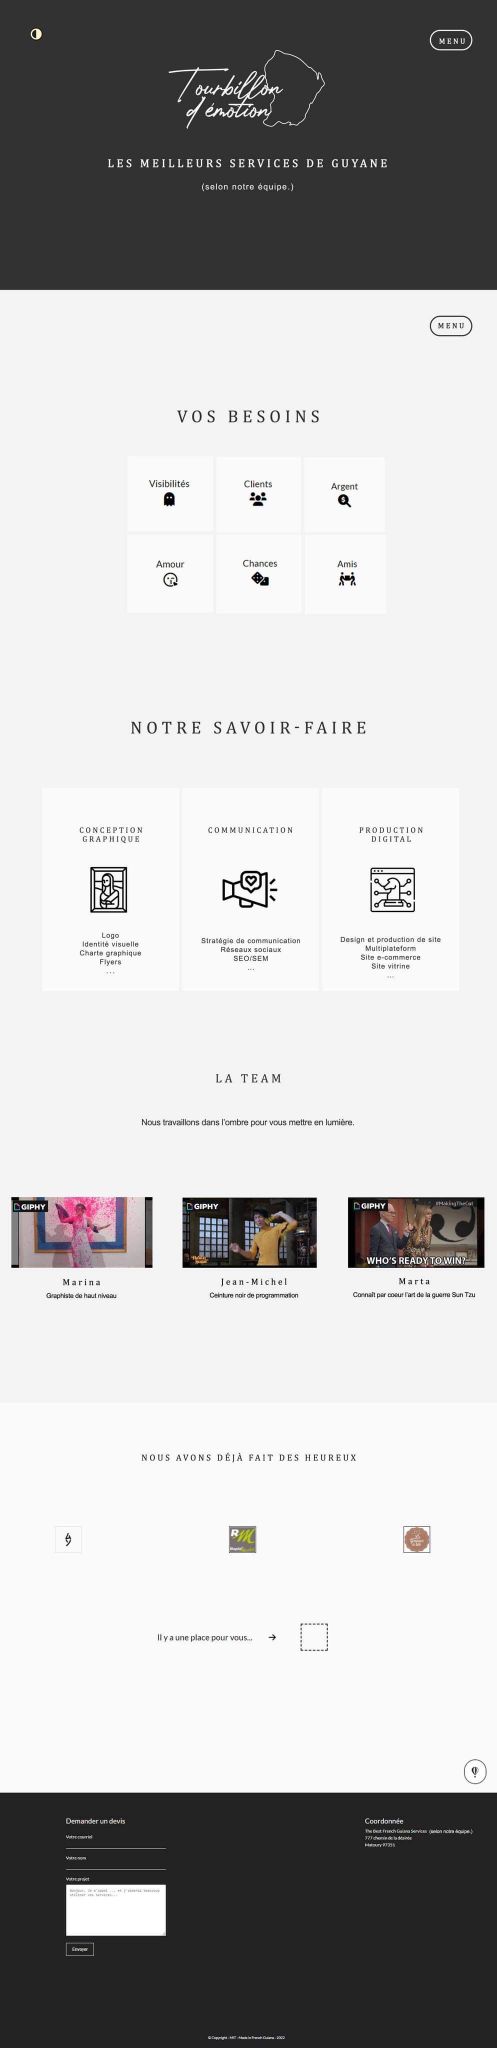 MENU
Tourbillon
d'émotion
LES MEILLEURS SERVICES DE GUYANE
(selon notre équipe.)
MENU
VOS BESOINS
Visibilités
Clients
Argent
Amour
Chances
Amis
NOTRE SAVOIR-FAIRE
CONCEPTION
GRAPHIQUE
Logo
Identité visuelle
Charte graphique
Flyers
...
COMMUNICATION
Stratégie de communication
Réseaux sociaux
SEO/SEM
...
PRODUCTION
DIGITAL
Design et production de site
Multiplateform
Site e-commerce
Site vitrine
...
LA TEAM
Nous travaillons dans l'ombre pour vous mettre en lumière.
GIPHY
Marina
Graphiste de haut niveau
GIPHY
Jean-Michel
Ceinture noir de programmation
GIPHY
#MakingTheCut
WHO'S READY TO WIN?
Marta
Connaît par coeur l'art de la guerre Sun Tzu
NOUS AVONS DÉJÀ FAIT DES HEUREUX
RM
Il y a une place pour vous...
Demander un devis
Votre courriel
Votre nom
Votre projet
Bonjour, Je m'appel ... et j'aimerai beaucoup
utiliser vos services...
Envoyer
Coordonnée
The Best French Guiana Services (selon notre équipe.)
777 chemin de la désirée
Matoury 97351
© Copyright - MIT - Made in French Guiana - 2022